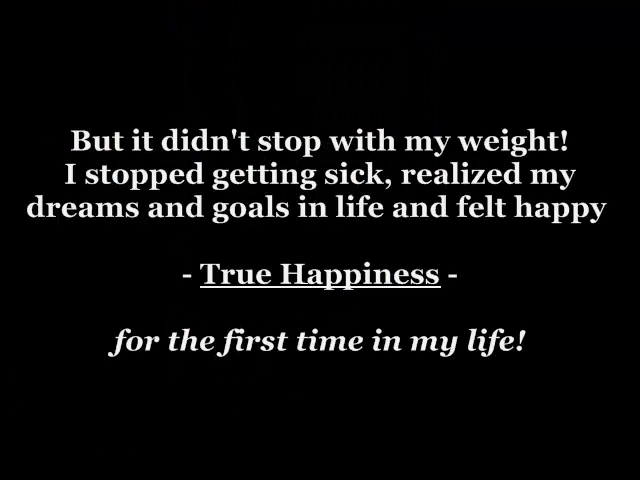 But it didn't stop with my weight!
I stopped getting sick, realized my
dreams and goals in life and felt happy
- True Happiness -
for the first time in my life!